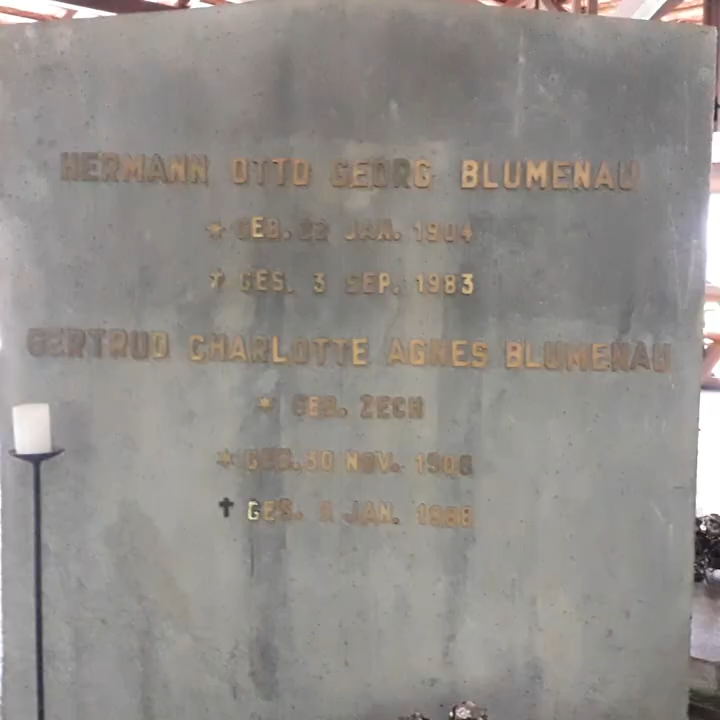 HERMANN OTTO GEORG BLUMENAU
* GEB. 22 JAN. 1904
† GES. 3 SEP. 1983
GERTRUD CHARLOTTE AGNES BLUMENAU
* GEB. ZECH
* GEB. 30 NOV.
† GES. JAN. 1988